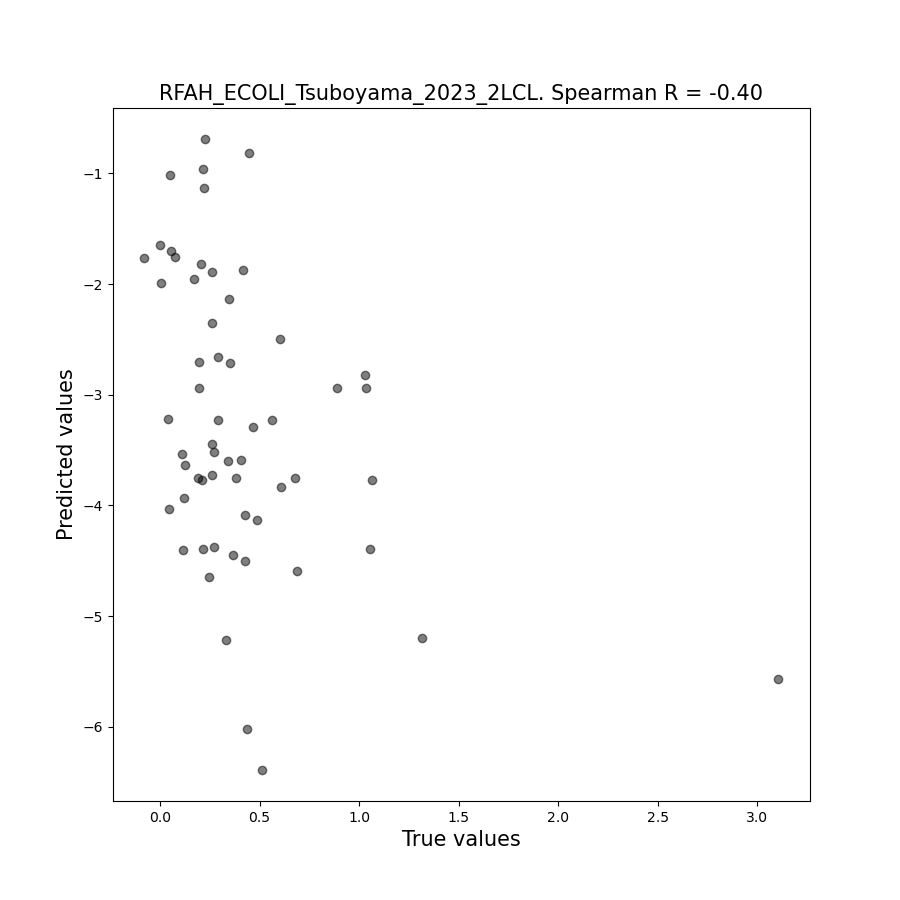 RFAH_ECOLI_Tsuboyama_2023_2LCL. Spearman R = -0.40
−1
−2
−3
−4
−5
−6
Predicted values
0.0 0.5 1.0 1.5 2.0 2.5 3.0
True values